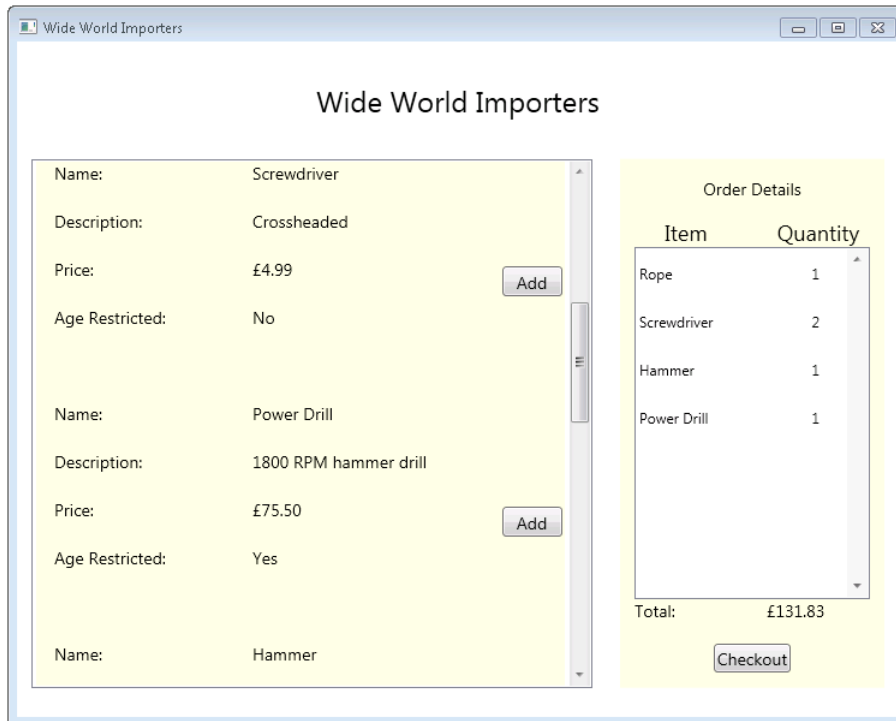 Wide World Importers
Wide World Importers
Name: Screwdriver
Description: Crossheaded
Price: £4.99
Add
Age Restricted: No
Name: Power Drill
Description: 1800 RPM hammer drill
Price: £75.50
Add
Age Restricted: Yes
Name: Hammer
Order Details
Item Quantity
Rope 1
Screwdriver 2
Hammer 1
Power Drill 1
Total: £131.83
Checkout